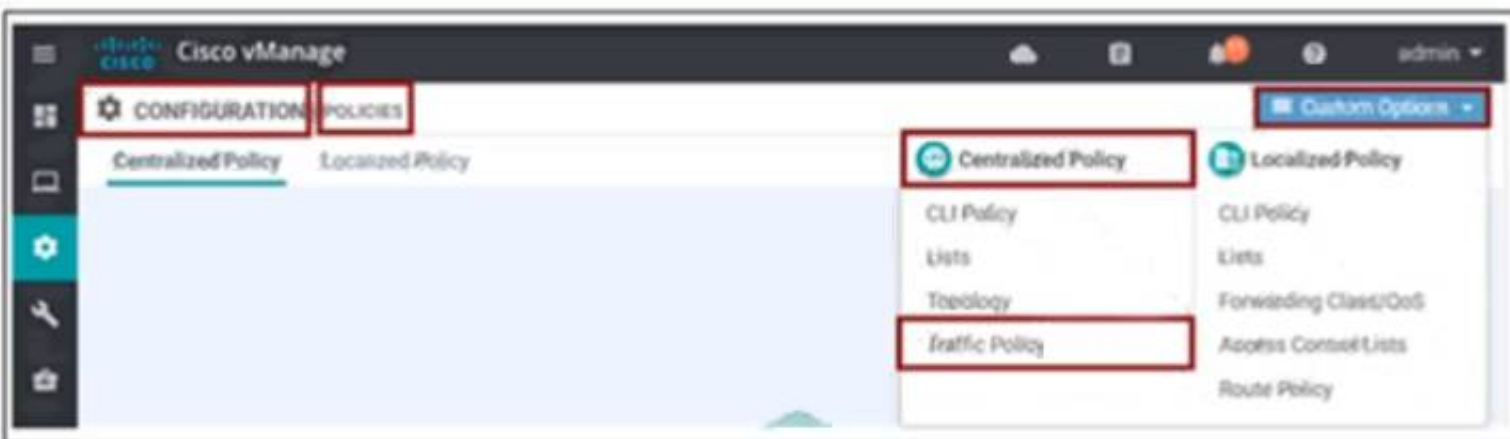 cisco Cisco vManage admin
CONFIGURATION POLICIES Custom Options
Centralized Policy Localized Policy
Centralized Policy Localized Policy
CLI Policy CLI Policy
Lists Lists
Topology Forwarding Class/QoS
Traffic Policy Access Control Lists
Route Policy